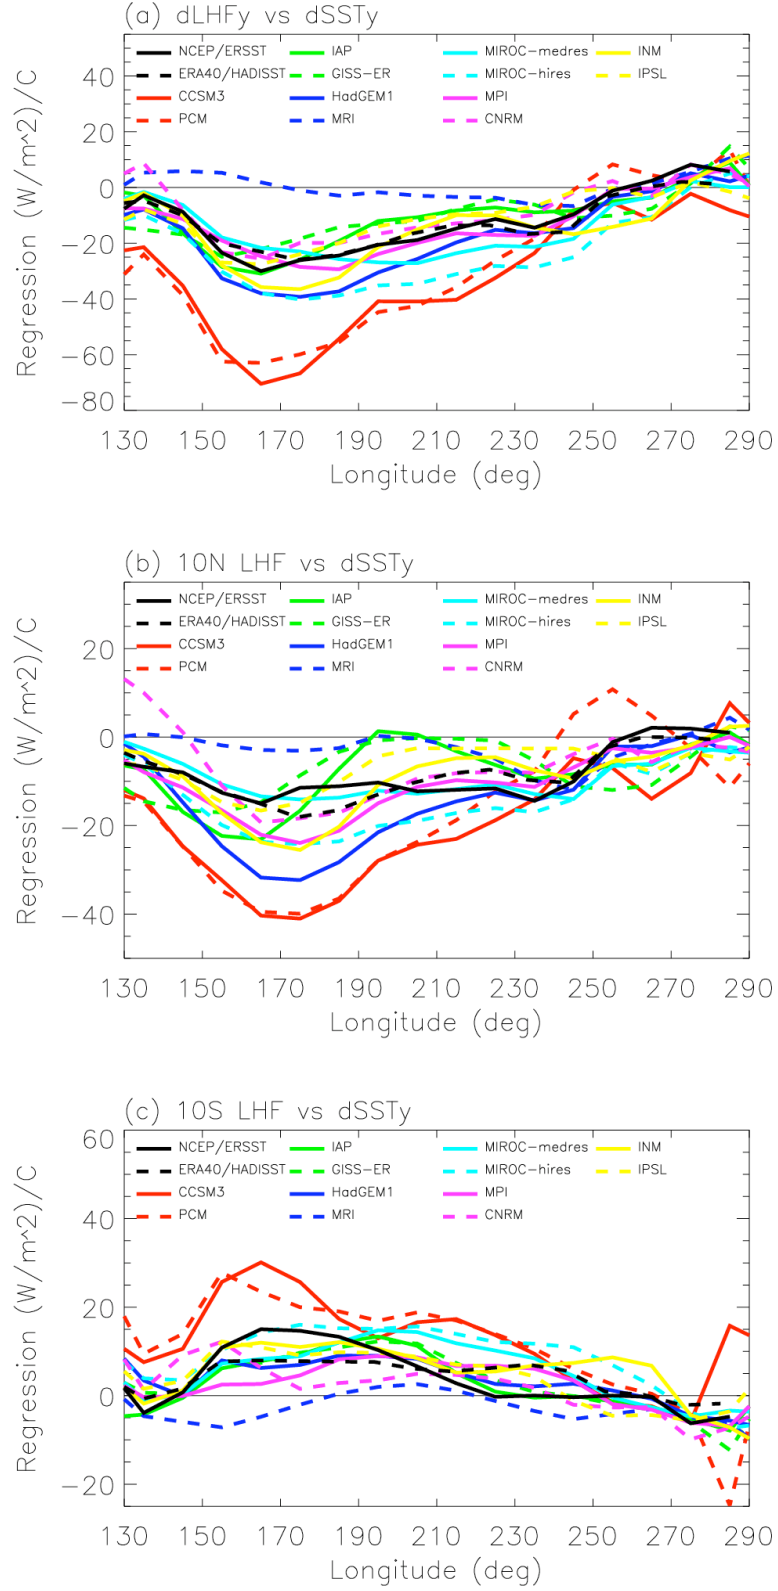 (a) dLHFy vs dSSTy
NCEP/ERSST IAP MIROC-medres INM
ERA40/HADISST GISS-ER MIROC-hires IPSL
CCSM3 HadGEM1 MPI
PCM MRI CNRM
40
20
0
-20
-40
-60
-80
Regression (W/m^2)/C
130 150 170 190 210 230 250 270 290
Longitude (deg)
(b) 10N LHF vs dSSTy
NCEP/ERSST IAP MIROC-medres INM
ERA40/HADISST GISS-ER MIROC-hires IPSL
CCSM3 HadGEM1 MPI
PCM MRI CNRM
20
0
-20
-40
Regression (W/m^2)/C
130 150 170 190 210 230 250 270 290
Longitude (deg)
(c) 10S LHF vs dSSTy
NCEP/ERSST IAP MIROC-medres INM
ERA40/HADISST GISS-ER MIROC-hires IPSL
CCSM3 HadGEM1 MPI
PCM MRI CNRM
60
40
20
0
-20
Regression (W/m^2)/C
130 150 170 190 210 230 250 270 290
Longitude (deg)